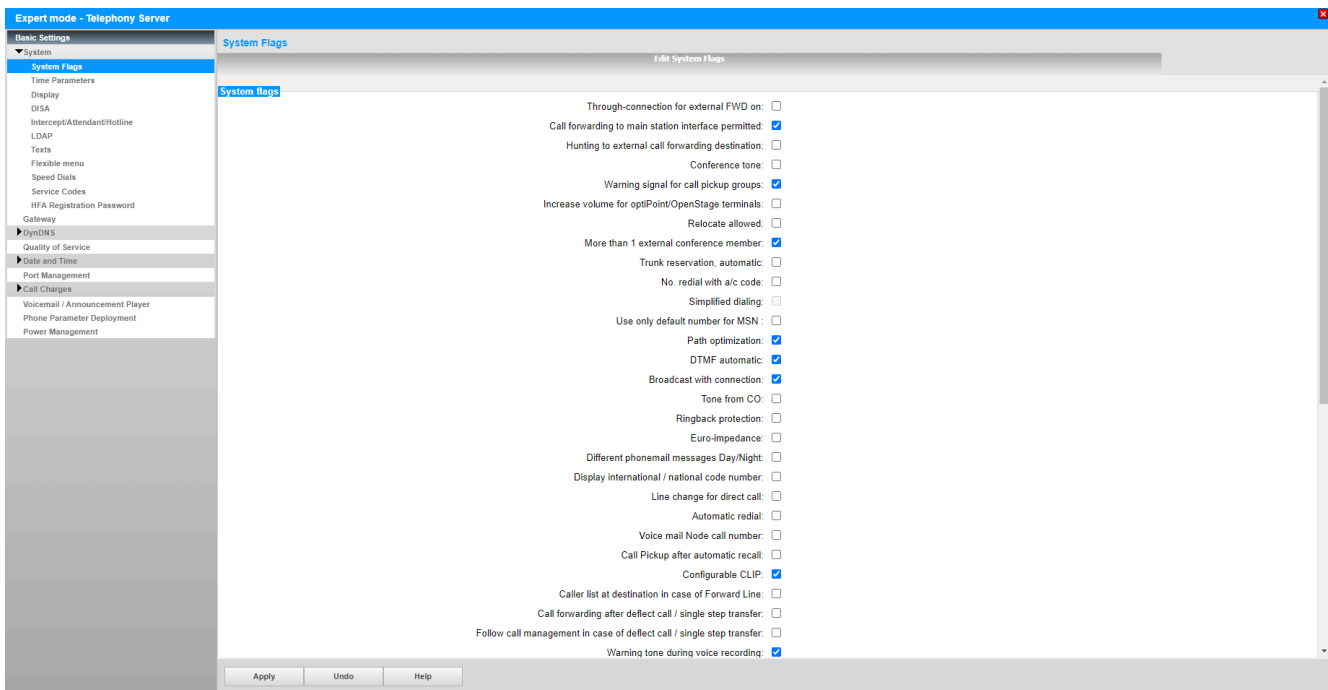 Expert mode - Telephony Server
Basic Settings
System
System Flags
Time Parameters
Display
DISA
Intercept/Attendant/Hotline
LDAP
Texts
Flexible menu
Speed Dials
Service Codes
HFA Registration Password
Gateway
DynDNS
Quality of Service
Date and Time
Port Management
Call Charges
Voicemail / Announcement Player
Phone Parameter Deployment
Power Management
System Flags
Edit System Flags
System flags
Through-connection for external FWD on:
Call forwarding to main station interface permitted:
Hunting to external call forwarding destination:
Conference tone:
Warning signal for call pickup groups:
Increase volume for optiPoint/OpenStage terminals:
Relocate allowed:
More than 1 external conference member:
Trunk reservation, automatic:
No. redial with a/c code:
Simplified dialing:
Use only default number for MSN :
Path optimization:
DTMF automatic:
Broadcast with connection:
Tone from CO:
Ringback protection:
Euro-impedance:
Different phonemail messages Day/Night:
Display international / national code number:
Line change for direct call:
Automatic redial:
Voice mail Node call number:
Call Pickup after automatic recall:
Configurable CLIP:
Caller list at destination in case of Forward Line:
Call forwarding after deflect call / single step transfer:
Follow call management in case of deflect call / single step transfer:
Warning tone during voice recording:
Apply Undo Help